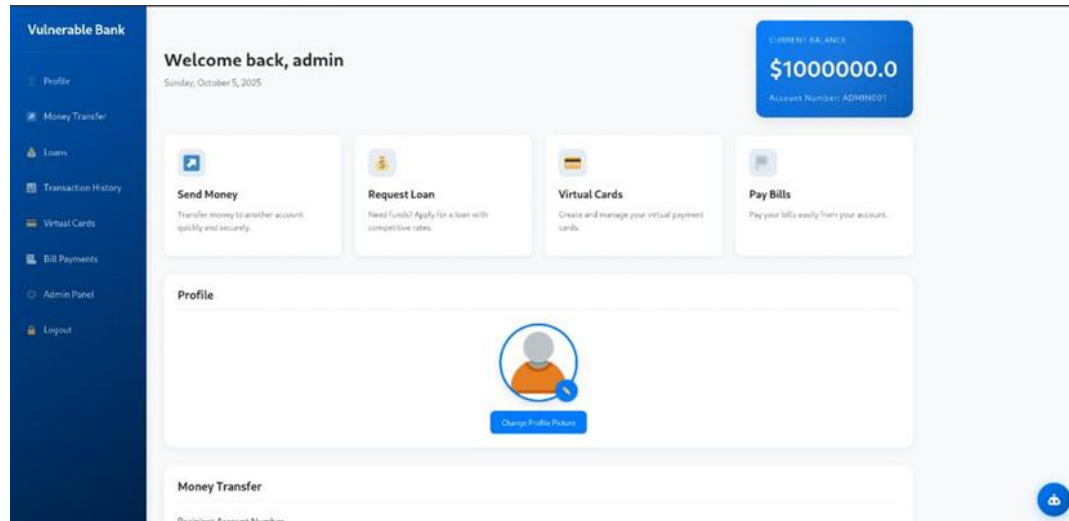 Vulnerable Bank
Profile
Money Transfer
Loans
Transaction History
Virtual Cards
Bill Payments
Admin Panel
Logout
Welcome back, admin
Sunday, October 5, 2025
CURRENT BALANCE
$1000000.0
Account Number: ADMIN001
Send Money
Transfer money to another account
quickly and securely.
Request Loan
Need funds? Apply for a loan with
competitive rates.
Virtual Cards
Create and manage your virtual payment
cards.
Pay Bills
Pay your bills easily from your account.
Profile
Change Profile Picture
Money Transfer
Recipient Account Number